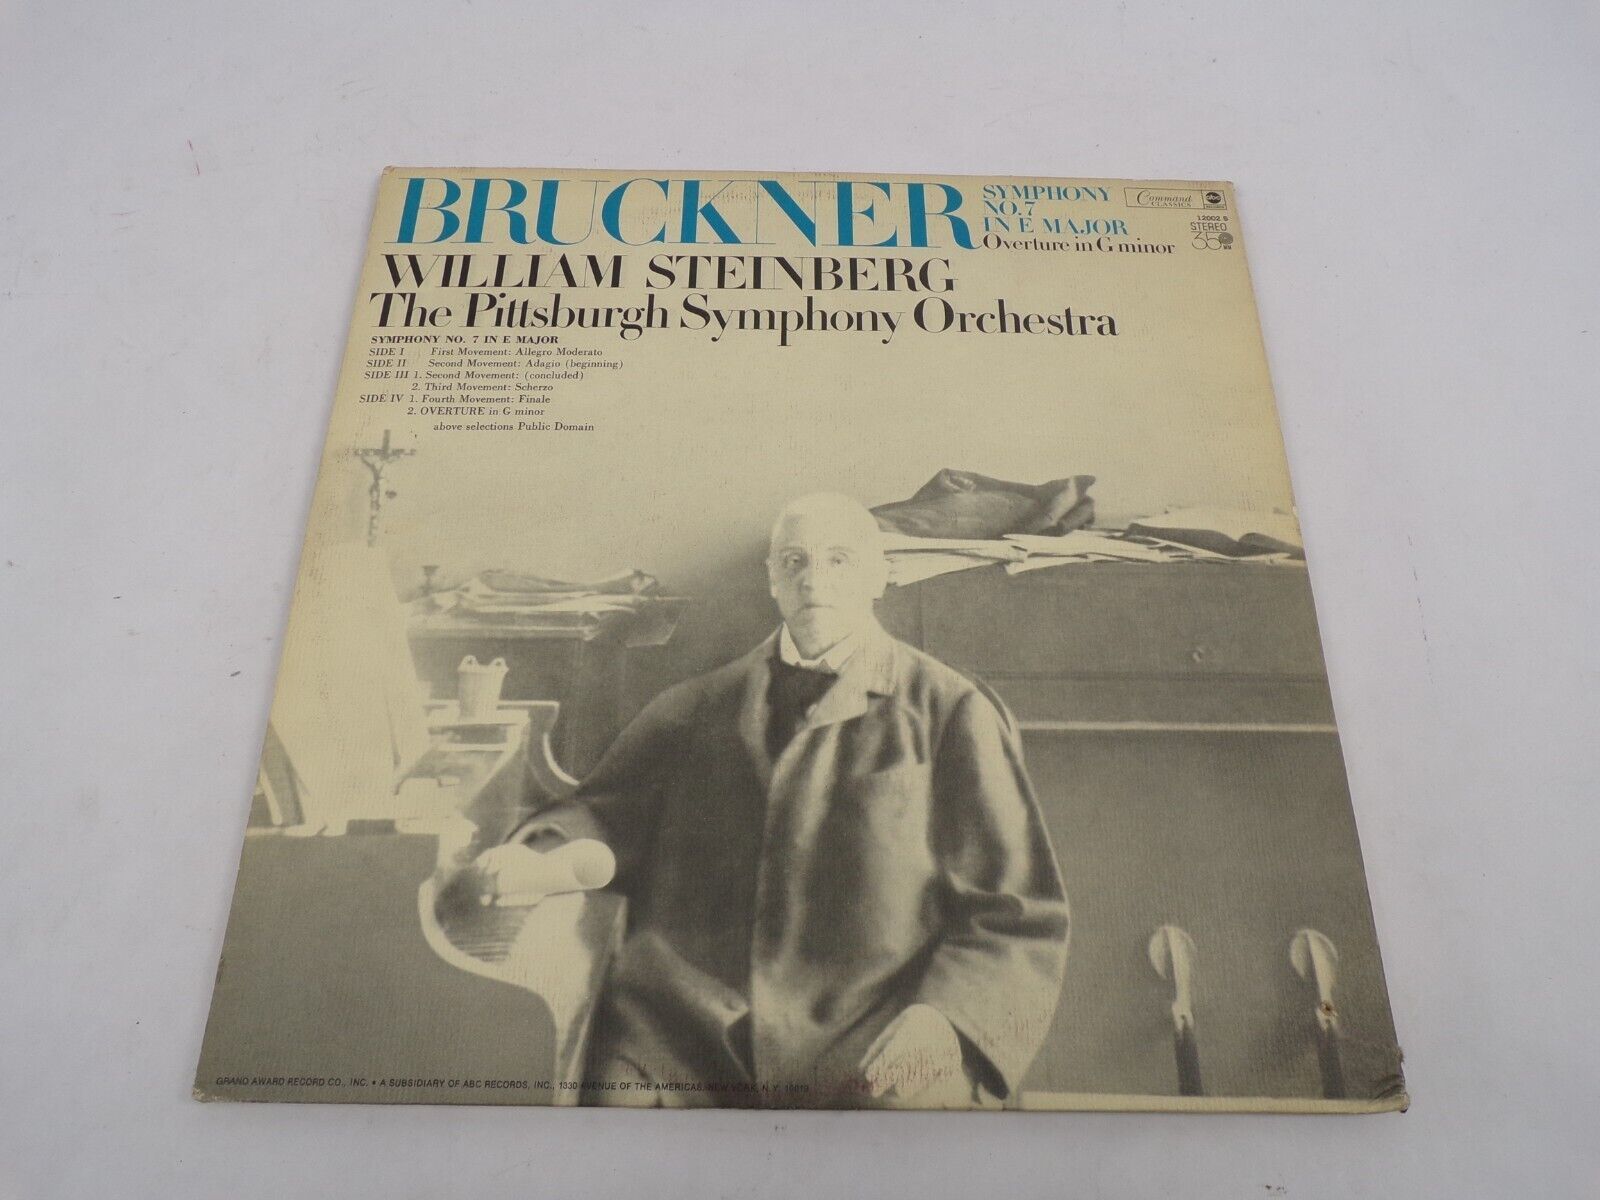 BRUCKNER
SYMPHONY
NO. 7
IN E MAJOR
Overture in G minor
Command
CLASSICS
abc
RECORDS
12002 S
STEREO
35 MM
WILLIAM STEINBERG
The Pittsburgh Symphony Orchestra
SYMPHONY NO. 7 IN E MAJOR
SIDE I First Movement: Allegro Moderato
SIDE II Second Movement: Adagio (beginning)
SIDE III 1. Second Movement: (concluded)
2. Third Movement: Scherzo
SIDE IV 1. Fourth Movement: Finale
2. OVERTURE in G minor
above selections Public Domain
GRAND AWARD RECORD CO., INC. • A SUBSIDIARY OF ABC RECORDS, INC., 1330 AVENUE OF THE AMERICAS, NEW YORK, N.Y. 10019